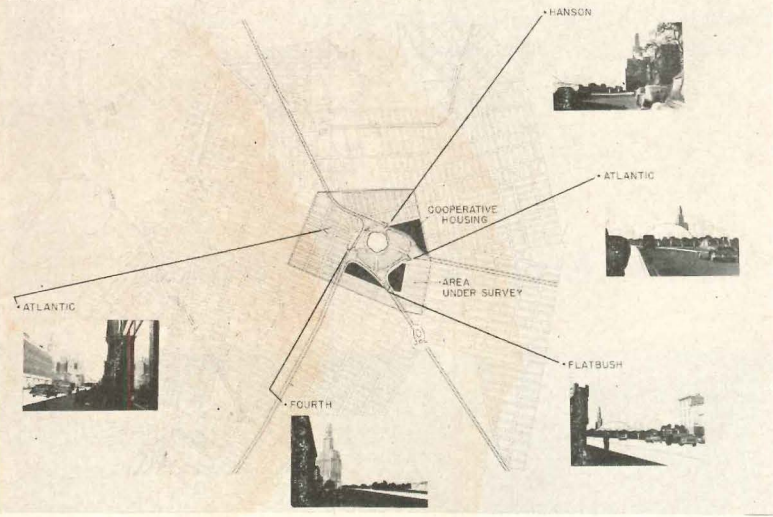 • HANSON
• ATLANTIC
COOPERATIVE
HOUSING
AREA
UNDER SURVEY
• ATLANTIC
• FLATBUSH
• FOURTH